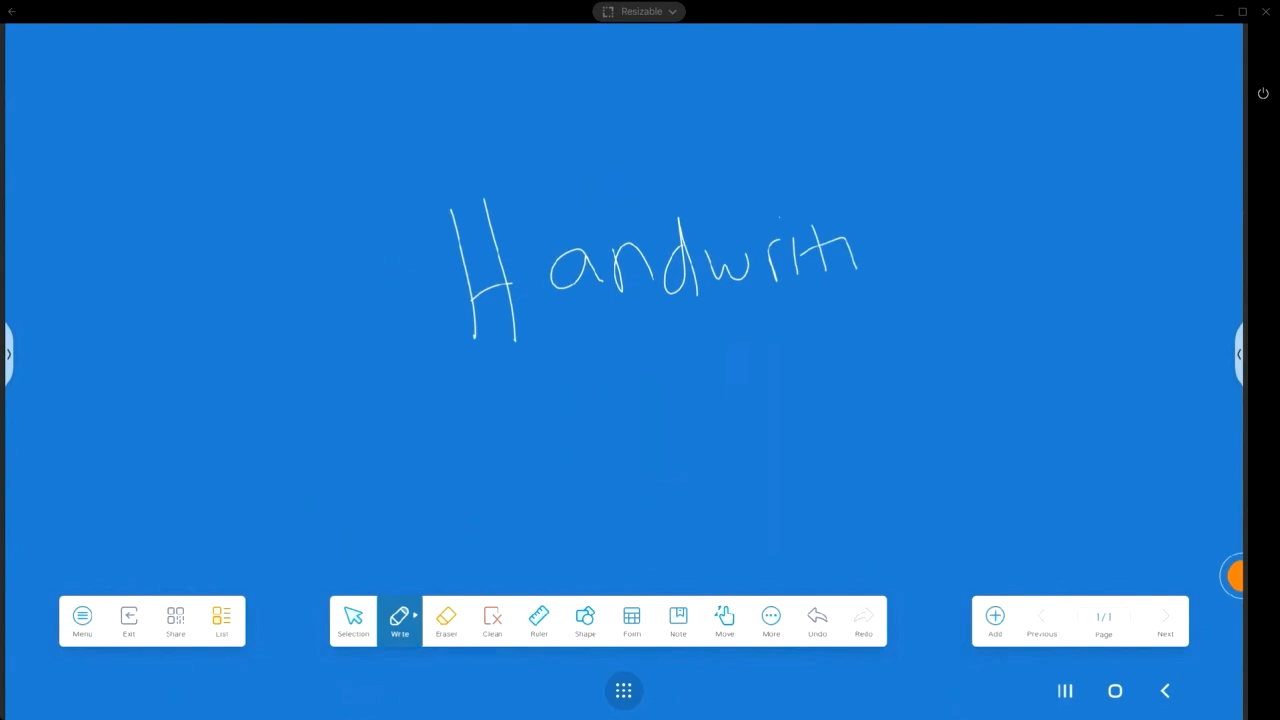 Resizable
Handwritn
Menu
Exit
Share
List
Selection
Write
Eraser
Clean
Ruler
Shape
Form
Note
Move
More
Undo
Redo
Add
Previous
1/1
Page
Next